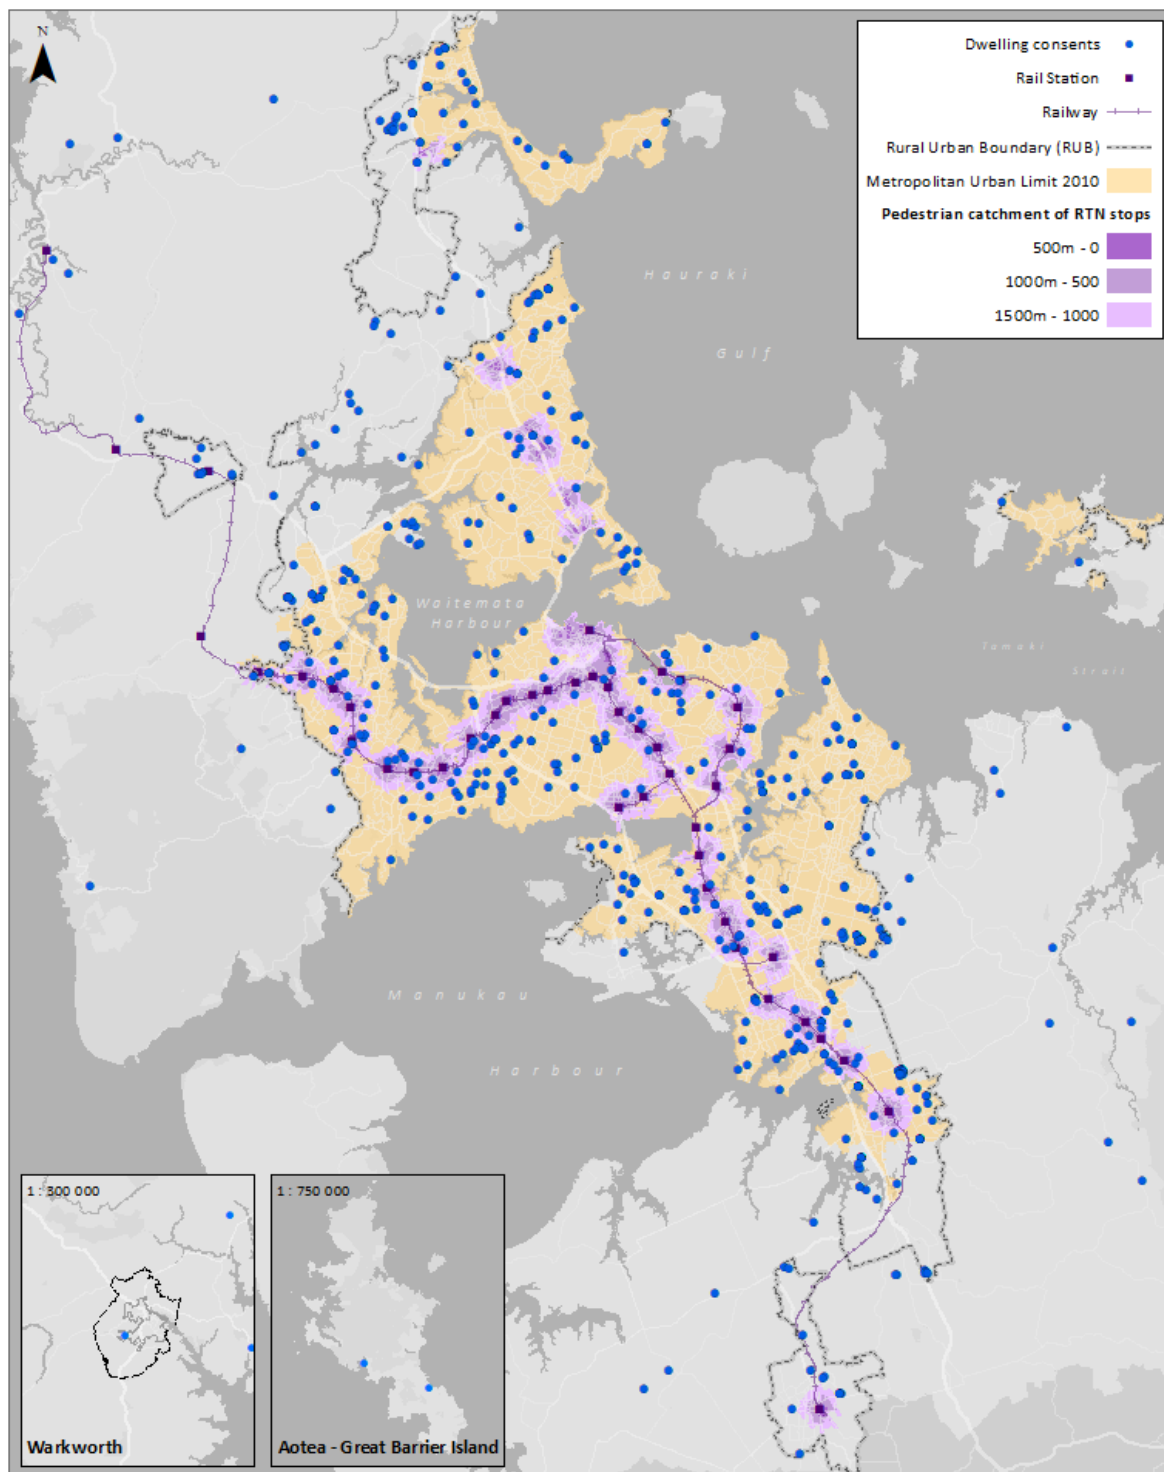 N
Dwelling consents
Rail Station
Railway
Rural Urban Boundary (RUB)
Metropolitan Urban Limit 2010
Pedestrian catchment of RTN stops
500m - 0
1000m - 500
1500m - 1000
Hauraki
Gulf
Waitemata
Harbour
Tamaki
Strait
Manukau
Harbour
1 : 300 000
Warkworth
1 : 750 000
Aotea - Great Barrier Island